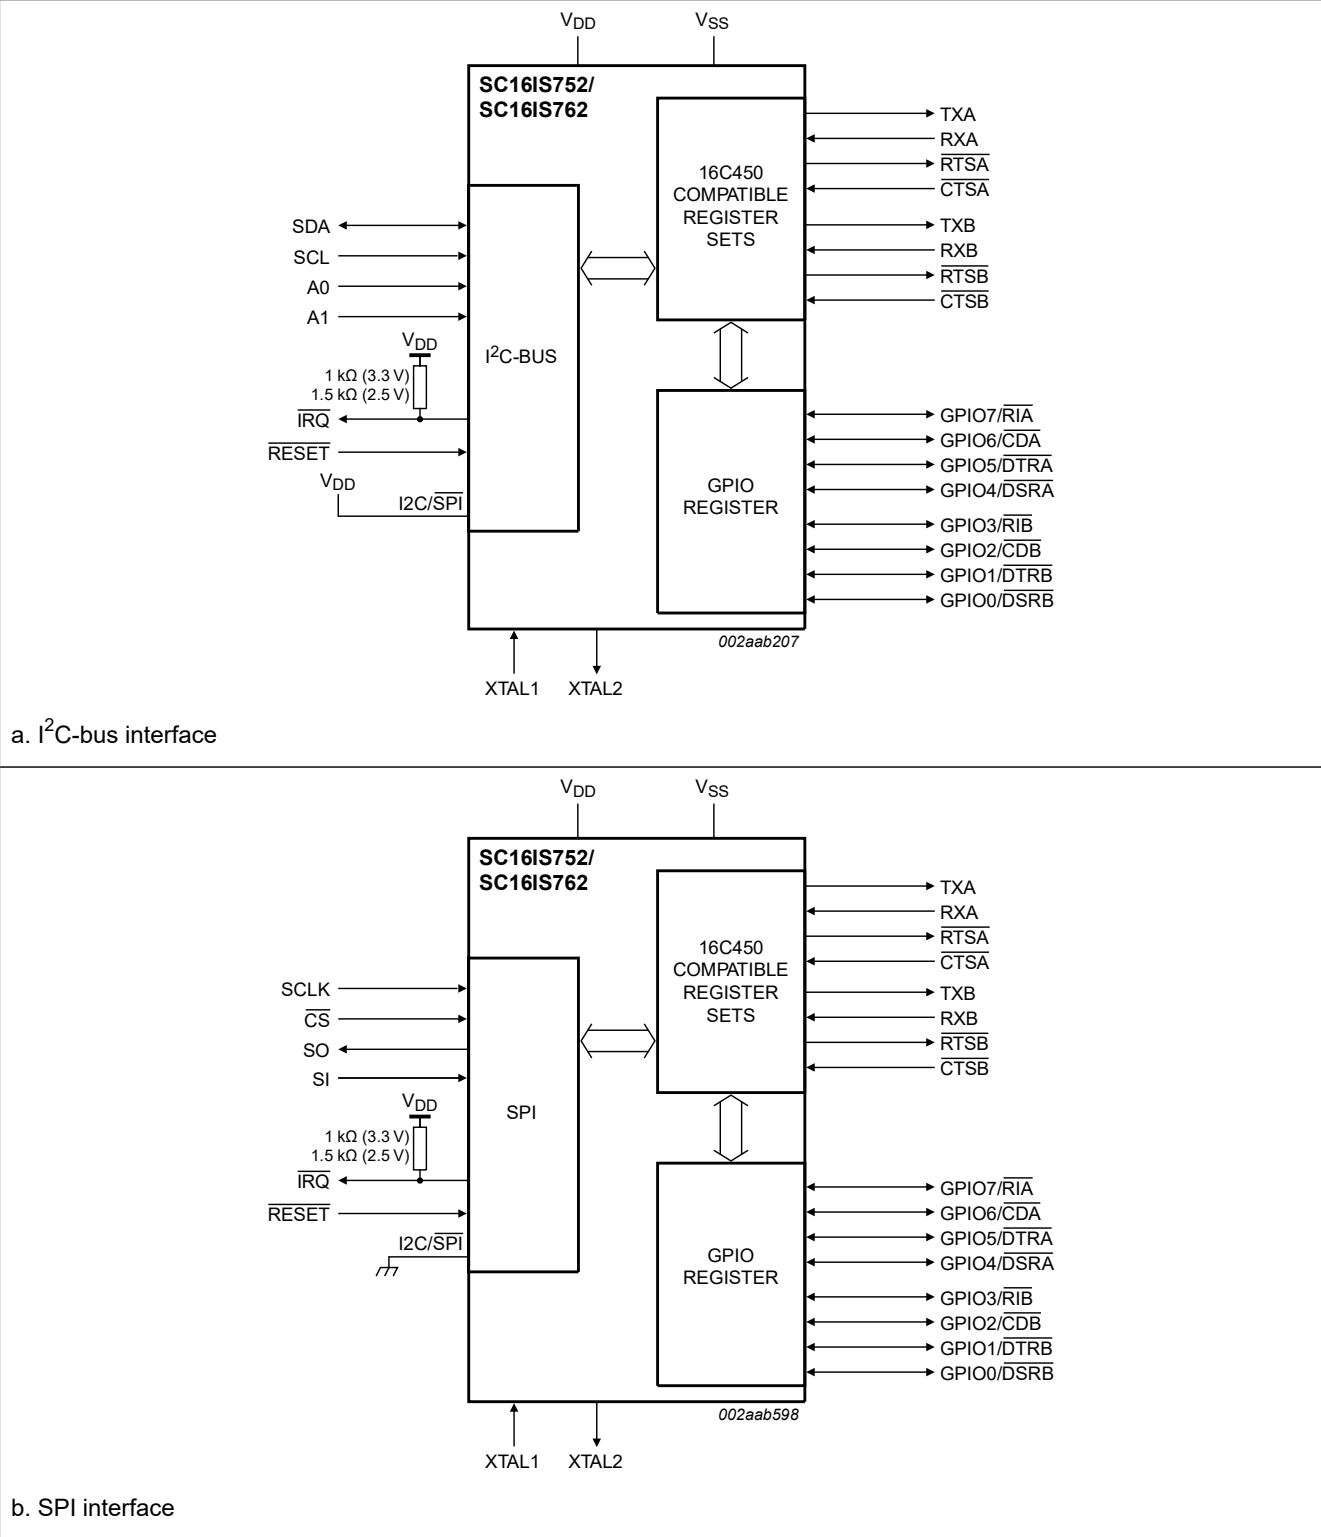 VDD VSS
SC16IS752/
SC16IS762
16C450
COMPATIBLE
REGISTER
SETS
TXA
RXA
RTSA
CTSA
TXB
RXB
RTSB
CTSB
SDA
SCL
A0
A1
VDD
1 kΩ (3.3 V)
1.5 kΩ (2.5 V)
IRQ
RESET
VDD
I2C/SPI
I2C-BUS
GPIO
REGISTER
GPIO7/RIA
GPIO6/CDA
GPIO5/DTRA
GPIO4/DSRA
GPIO3/RIB
GPIO2/CDB
GPIO1/DTRB
GPIO0/DSRB
002aab207
XTAL1 XTAL2
a. I2C-bus interface
VDD VSS
SC16IS752/
SC16IS762
16C450
COMPATIBLE
REGISTER
SETS
TXA
RXA
RTSA
CTSA
TXB
RXB
RTSB
CTSB
SCLK
CS
SO
SI
VDD
1 kΩ (3.3 V)
1.5 kΩ (2.5 V)
IRQ
RESET
I2C/SPI
SPI
GPIO
REGISTER
GPIO7/RIA
GPIO6/CDA
GPIO5/DTRA
GPIO4/DSRA
GPIO3/RIB
GPIO2/CDB
GPIO1/DTRB
GPIO0/DSRB
002aab598
XTAL1 XTAL2
b. SPI interface